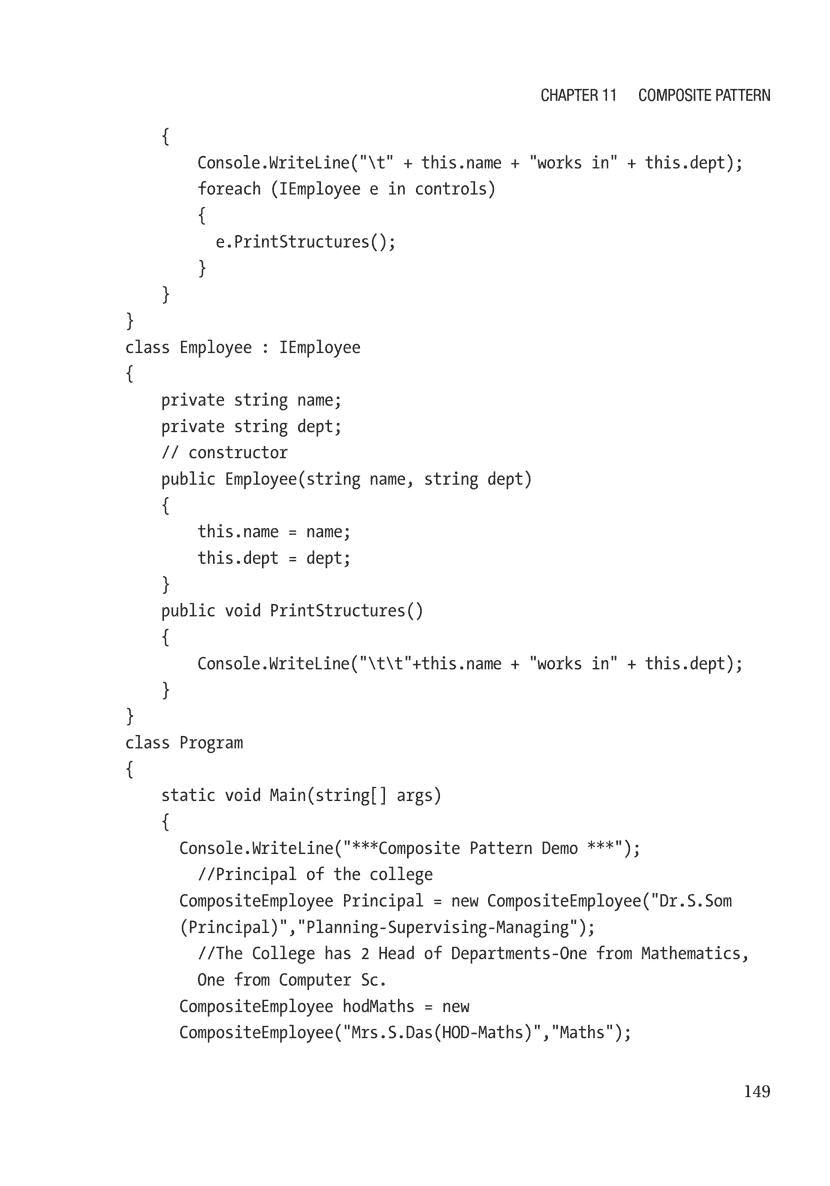 CHAPTER 11 COMPOSITE PATTERN
{
Console.WriteLine("\t" + this.name + "works in" + this.dept);
foreach (IEmployee e in controls)
{
e.PrintStructures();
}
}
}
class Employee : IEmployee
{
private string name;
private string dept;
// constructor
public Employee(string name, string dept)
{
this.name = name;
this.dept = dept;
}
public void PrintStructures()
{
Console.WriteLine("\t\t"+this.name + "works in" + this.dept);
}
}
class Program
{
static void Main(string[] args)
{
Console.WriteLine("***Composite Pattern Demo ***");
//Principal of the college
CompositeEmployee Principal = new CompositeEmployee("Dr.S.Som
(Principal)","Planning-Supervising-Managing");
//The College has 2 Head of Departments-One from Mathematics,
One from Computer Sc.
CompositeEmployee hodMaths = new
CompositeEmployee("Mrs.S.Das(HOD-Maths)","Maths");
149